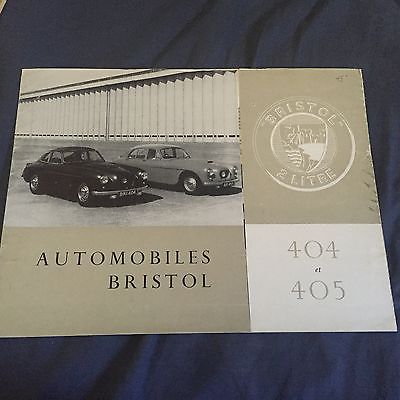 AUTOMOBILES
BRISTOL
BRISTOL
2 LITRE
404
et
405